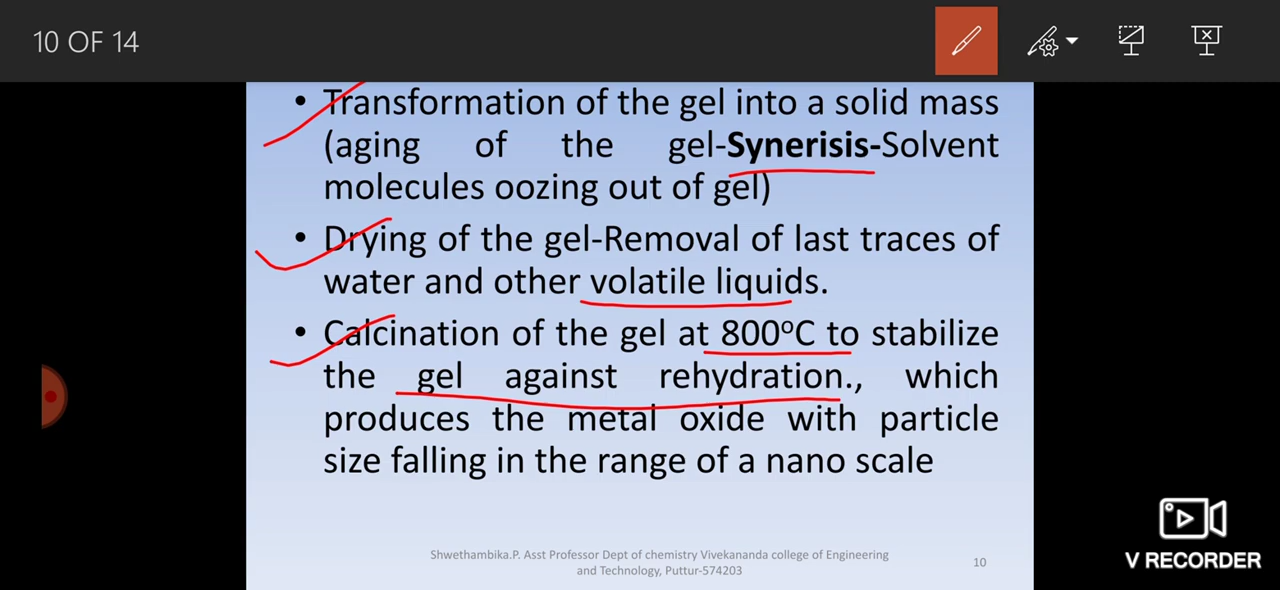 10 OF 14
• Transformation of the gel into a solid mass
(aging of the gel-Synerisis-Solvent
molecules oozing out of gel)
• Drying of the gel-Removal of last traces of
water and other volatile liquids.
• Calcination of the gel at 800°C to stabilize
the gel against rehydration., which
produces the metal oxide with particle
size falling in the range of a nano scale
Shwethambika.P. Asst Professor Dept of chemistry Vivekananda college of Engineering
and Technology, Puttur-574203
10
V RECORDER